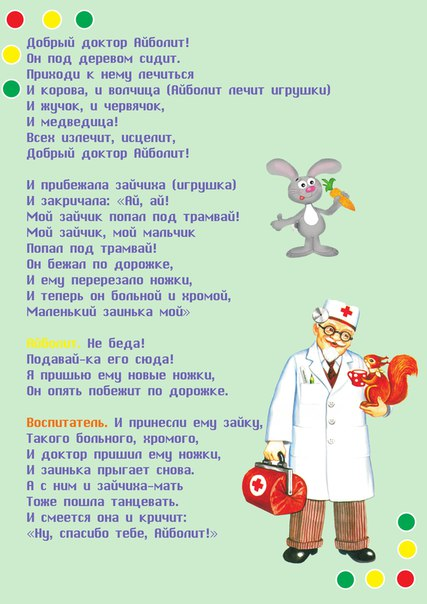 Добрый доктор Айболит!
Он под деревом сидит.
Приходи к нему лечиться
И корова, и волчица (Айболит лечит игрушки)
И жучок, и червячок,
И медведица!
Всех излечит, исцелит,
Добрый доктор Айболит!
И прибежала зайчиха (игрушка)
И закричала: «Ай, ай!
Мой зайчик попал под трамвай!
Мой зайчик, мой мальчик
Попал под трамвай!
Он бежал по дорожке,
И ему перерезало ножки,
И теперь он больной и хромой,
Маленький заинька мой»
Айболит. Не беда!
Подавай-ка его сюда!
Я пришью ему новые ножки,
Он опять побежит по дорожке.
Воспитатель. И принесли ему зайку,
Такого больного, хромого,
И доктор пришил ему ножки,
И заинька прыгает снова.
А с ним и зайчиха-мать
Тоже пошла танцевать.
И смеется она и кричит:
«Ну, спасибо тебе, Айболит!»